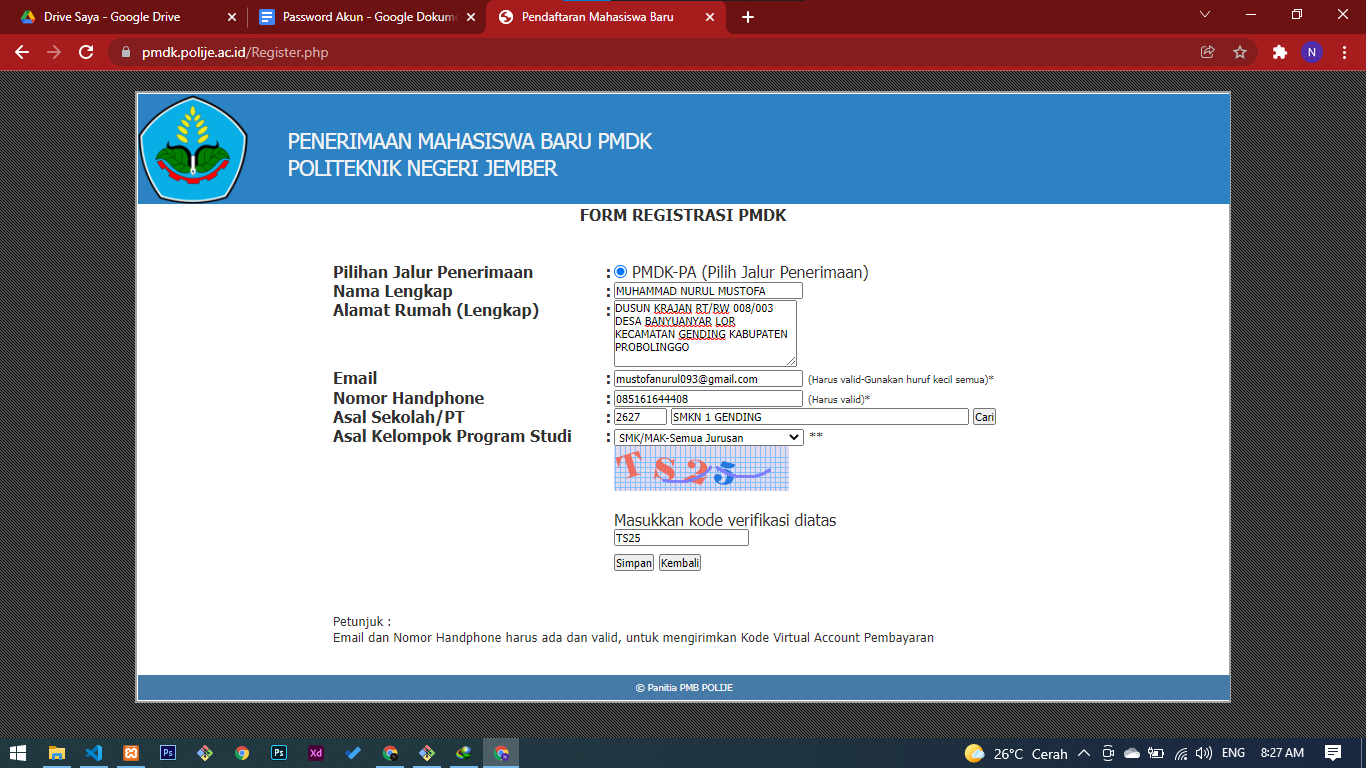 Drive Saya - Google Drive
Password Akun - Google Dokume
Pendaftaran Mahasiswa Baru
pmdk.polije.ac.id/Register.php
N
PENERIMAAN MAHASISWA BARU PMDK
POLITEKNIK NEGERI JEMBER
FORM REGISTRASI PMDK
Pilihan Jalur Penerimaan : PMDK-PA (Pilih Jalur Penerimaan)
Nama Lengkap : MUHAMMAD NURUL MUSTOFA
Alamat Rumah (Lengkap) : DUSUN KRAJAN RT/RW 008/003
DESA BANYUANYAR LOR
KECAMATAN GENDING KABUPATEN
PROBOLINGGO
Email : mustofanurul093@gmail.com (Harus valid-Gunakan huruf kecil semua)*
Nomor Handphone : 085161644408 (Harus valid)*
Asal Sekolah/PT : 2627 SMKN 1 GENDING Cari
Asal Kelompok Program Studi : SMK/MAK-Semua Jurusan **
TS25
Masukkan kode verifikasi diatas
TS25
Simpan Kembali
Petunjuk :
Email dan Nomor Handphone harus ada dan valid, untuk mengirimkan Kode Virtual Account Pembayaran
© Panitia PMB POLIJE
Ps Ps Xd 26°C Cerah ENG 8:27 AM